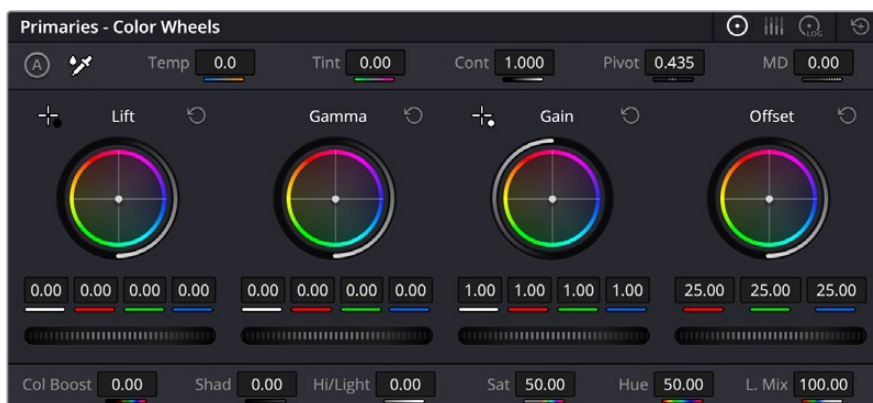 Primaries - Color Wheels
LOG
A Temp 0.0 Tint 0.00 Cont 1.000 Pivot 0.435 MD 0.00
Lift Gamma Gain Offset
0.00 0.00 0.00 0.00 0.00 0.00 0.00 0.00 1.00 1.00 1.00 1.00 25.00 25.00 25.00
Col Boost 0.00 Shad 0.00 Hi/Light 0.00 Sat 50.00 Hue 50.00 L. Mix 100.00